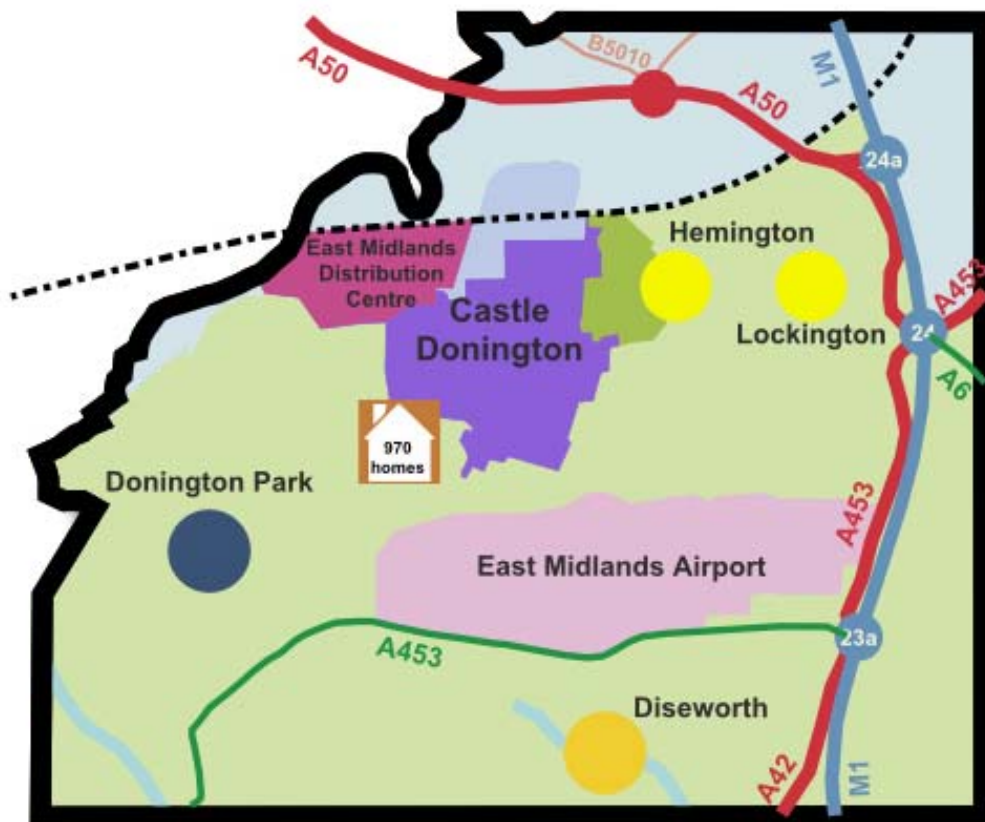 B5010
A50
A50
M1
24a
Hemington
East Midlands
Distribution
Centre
Castle
Donington
Lockington
A453
24
A6
970
homes
Donington Park
A453
East Midlands Airport
23a
A453
Diseworth
A42
M1